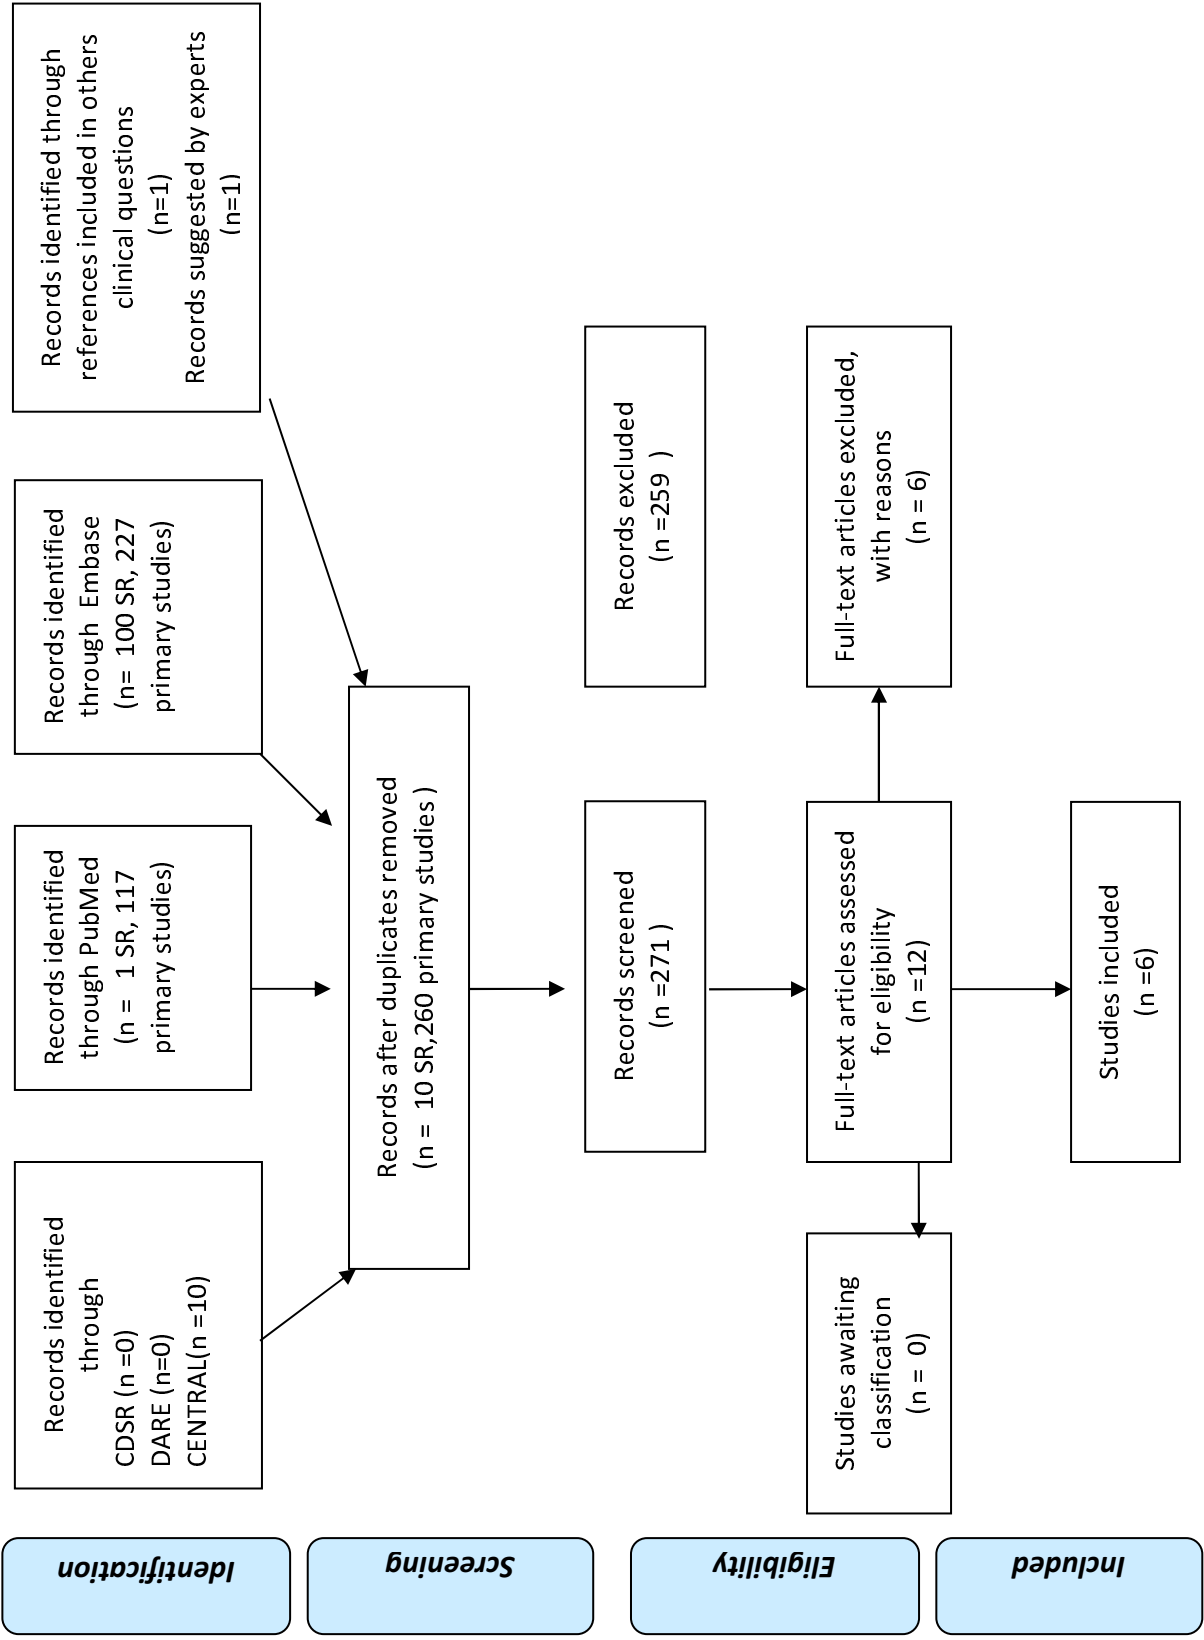 Identification
Screening
Eligibility
Included
Records identified
through
CDSR (n =0)
DARE (n=0)
CENTRAL(n =10)
Records identified
through PubMed
(n = 1 SR, 117
primary studies)
Records identified
through Embase
(n= 100 SR, 227
primary studies)
Records identified through
references included in others
clinical questions
(n=1)
Records suggested by experts
(n=1)
Records after duplicates removed
(n = 10 SR,260 primary studies )
Records screened
(n =271 )
Records excluded
(n =259 )
Studies awaiting
classification
(n = 0)
Full-text articles assessed
for eligibility
(n =12)
Full-text articles excluded,
with reasons
(n = 6)
Studies included
(n =6)